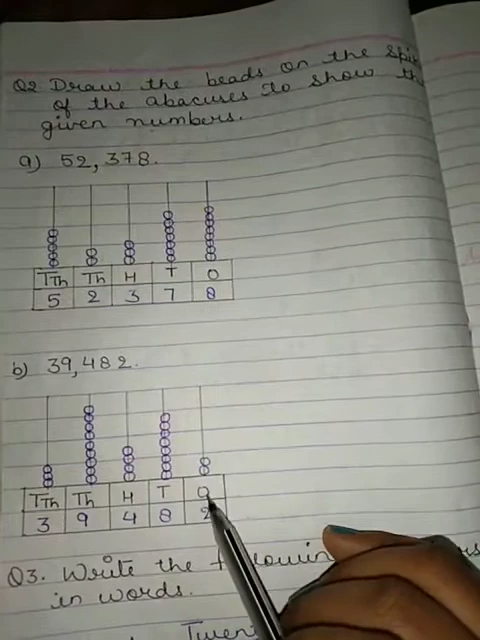 Q2 Draw the beads on the
of the abacuses to show
given numbers.
a) 52,378.
TTh Th H T O
5 2 3 7 8
b) 39,482.
TTh Th H T O
3 9 4 8 2
Q3. Write the
in words.